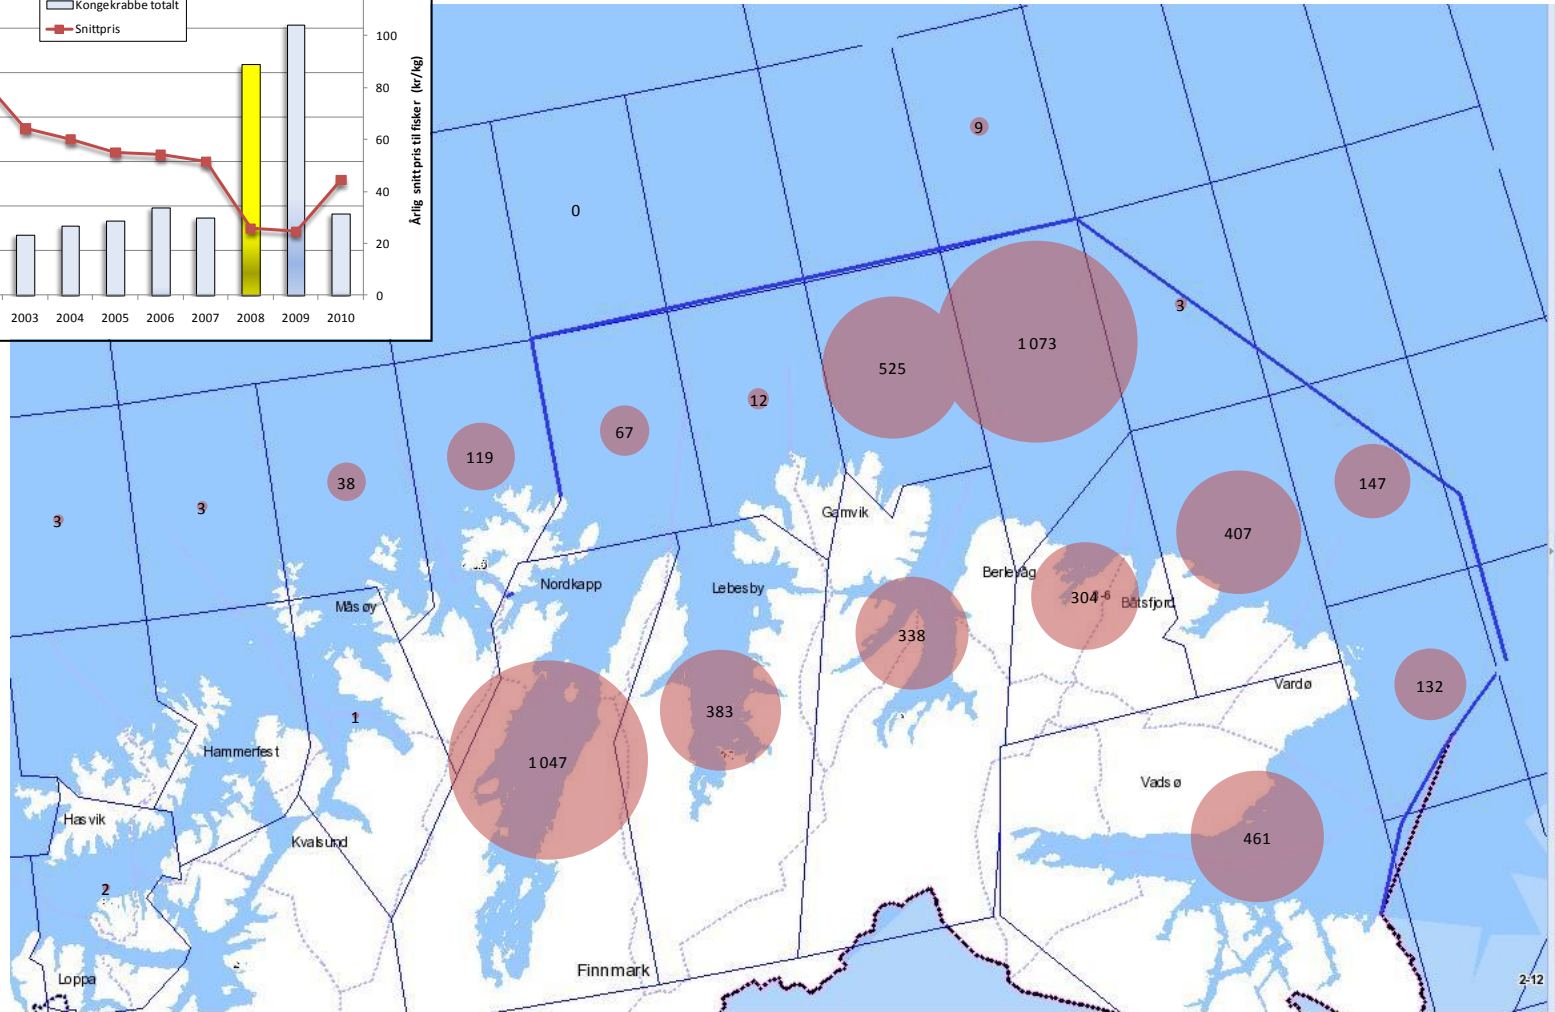 Kongekrabbe totalt
Snittpris
100
80
60
40
20
0
Årlig snittpris til fisker (kr/kg)
2003 2004 2005 2006 2007 2008 2009 2010
9
0
3
1 073
525
12
67
119
38
3
3
147
407
Gamvik
Berlevåg
304
Båtsfjord
Nordkapp
Lebesby
Måsøy
338
Vardø
132
383
1
Hammerfest
1 047
Vadsø
461
Hasvik
Kvalsund
2
Finnmark
Loppa
2-12